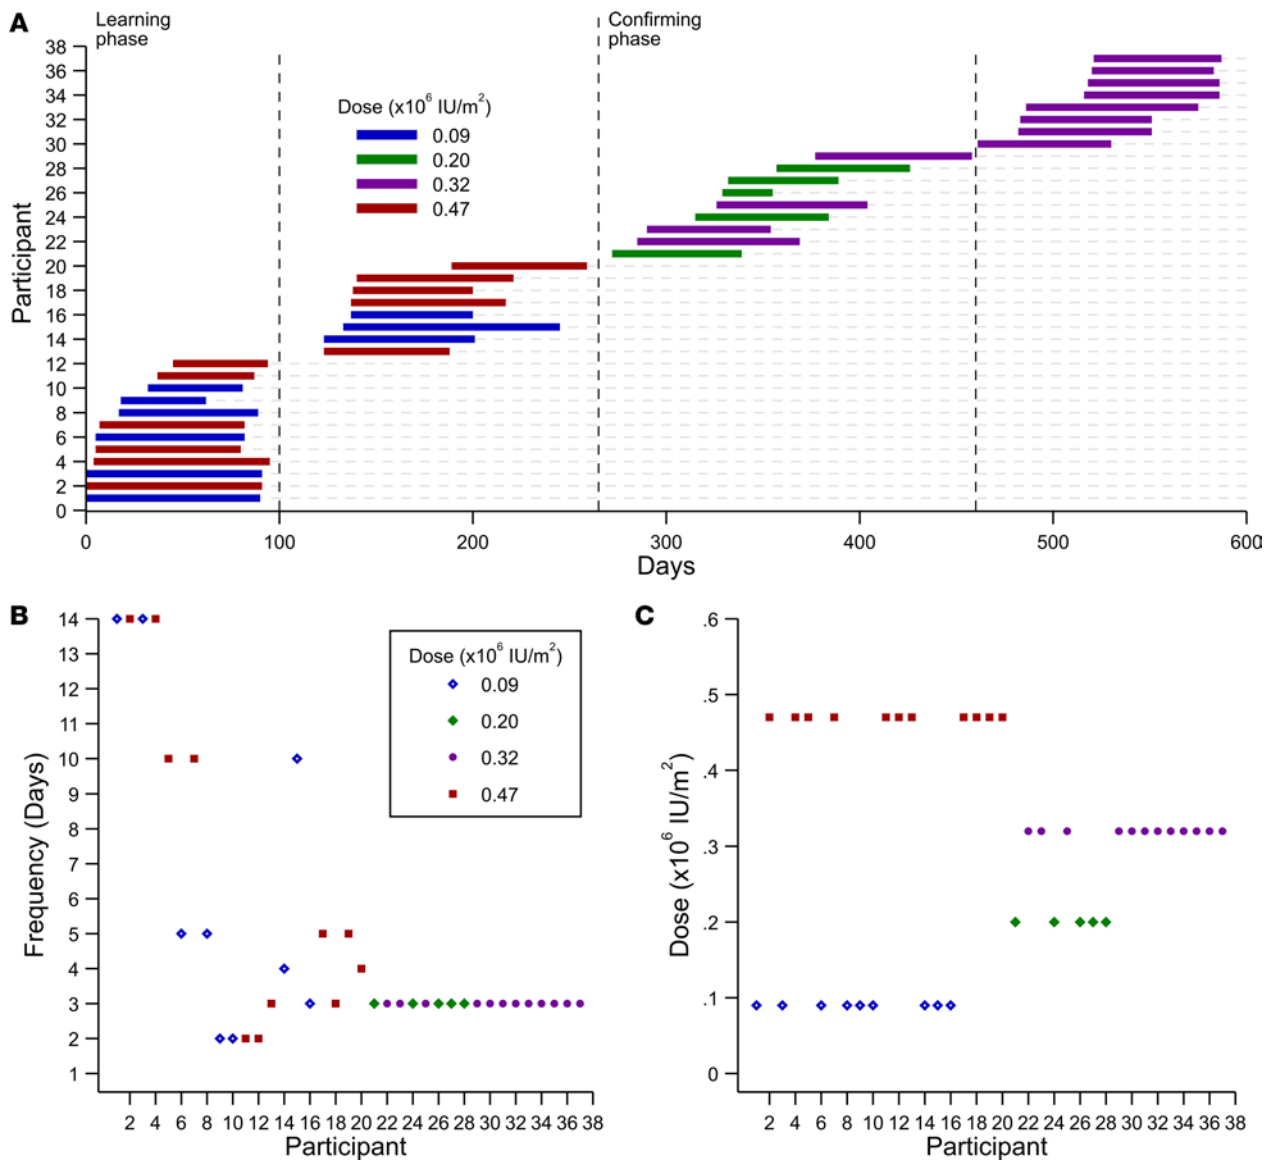 A
Learning
phase
Confirming
phase
38
36
34
32
30
28
26
24
22
20
18
16
14
12
10
8
6
4
2
0
Participant
Dose (x10⁶ IU/m²)
0.09
0.20
0.32
0.47
0 100 200 300 400 500 600
Days
B
14
13
12
11
10
9
8
7
6
5
4
3
2
1
Frequency (Days)
Dose (x10⁶ IU/m²)
0.09
0.20
0.32
0.47
2 4 6 8 10 12 14 16 18 20 22 24 26 28 30 32 34 36 38
Participant
C
.6
.5
.4
.3
.2
.1
0
Dose (x10⁶ IU/m²)
2 4 6 8 10 12 14 16 18 20 22 24 26 28 30 32 34 36 38
Participant